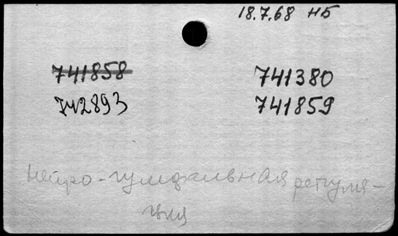 18.7.68 НБ
741858 741380
742893 741859
нейро-гуморальная регуля-
ция